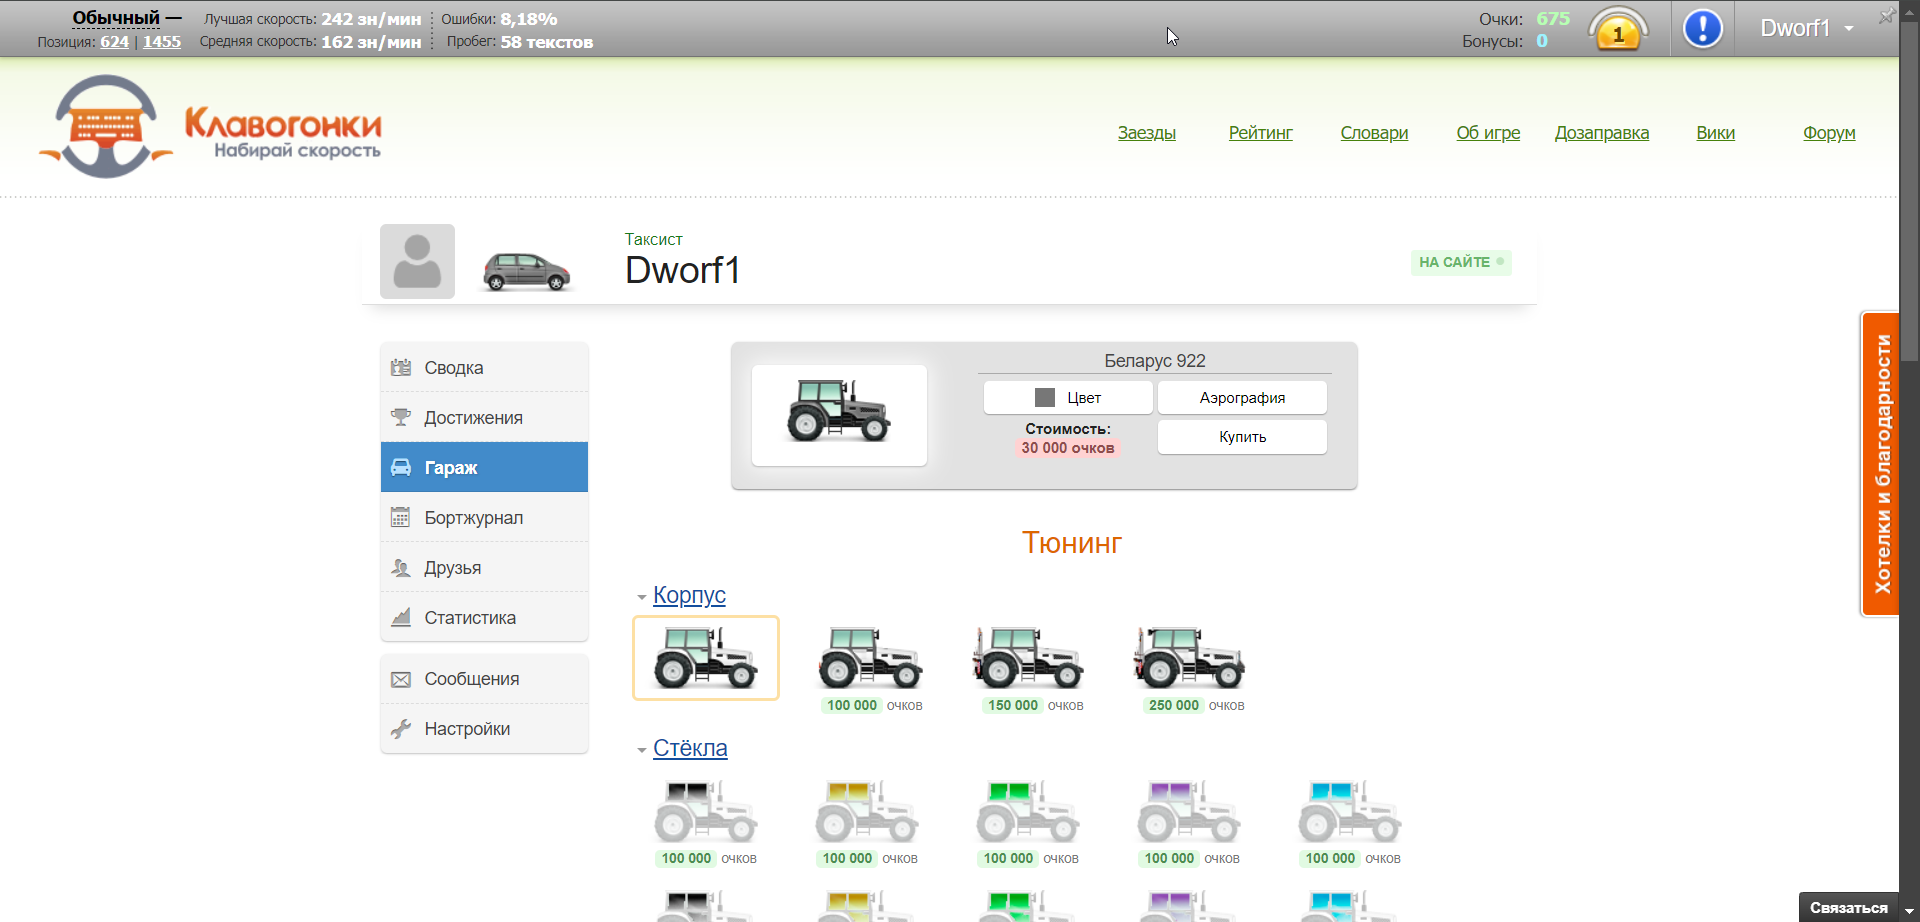 Обычный —
Позиция: 624 | 1455
Лучшая скорость: 242 зн/мин
Средняя скорость: 162 зн/мин
Ошибки: 8,18%
Пробег: 58 текстов
Очки: 675
Бонусы: 0
1
Dworf1
Клавогонки
Набирай скорость
Заезды
Рейтинг
Словари
Об игре
Дозаправка
Вики
Форум
Таксист
Dworf1
НА САЙТЕ
Сводка
Достижения
Гараж
Бортжурнал
Друзья
Статистика
Сообщения
Настройки
Беларус 922
Цвет
Аэрография
Стоимость:
30 000 очков
Купить
Тюнинг
Корпус
100 000 очков
150 000 очков
250 000 очков
Стёкла
100 000 очков
100 000 очков
100 000 очков
100 000 очков
100 000 очков
Хотелки и благодарности
Связаться